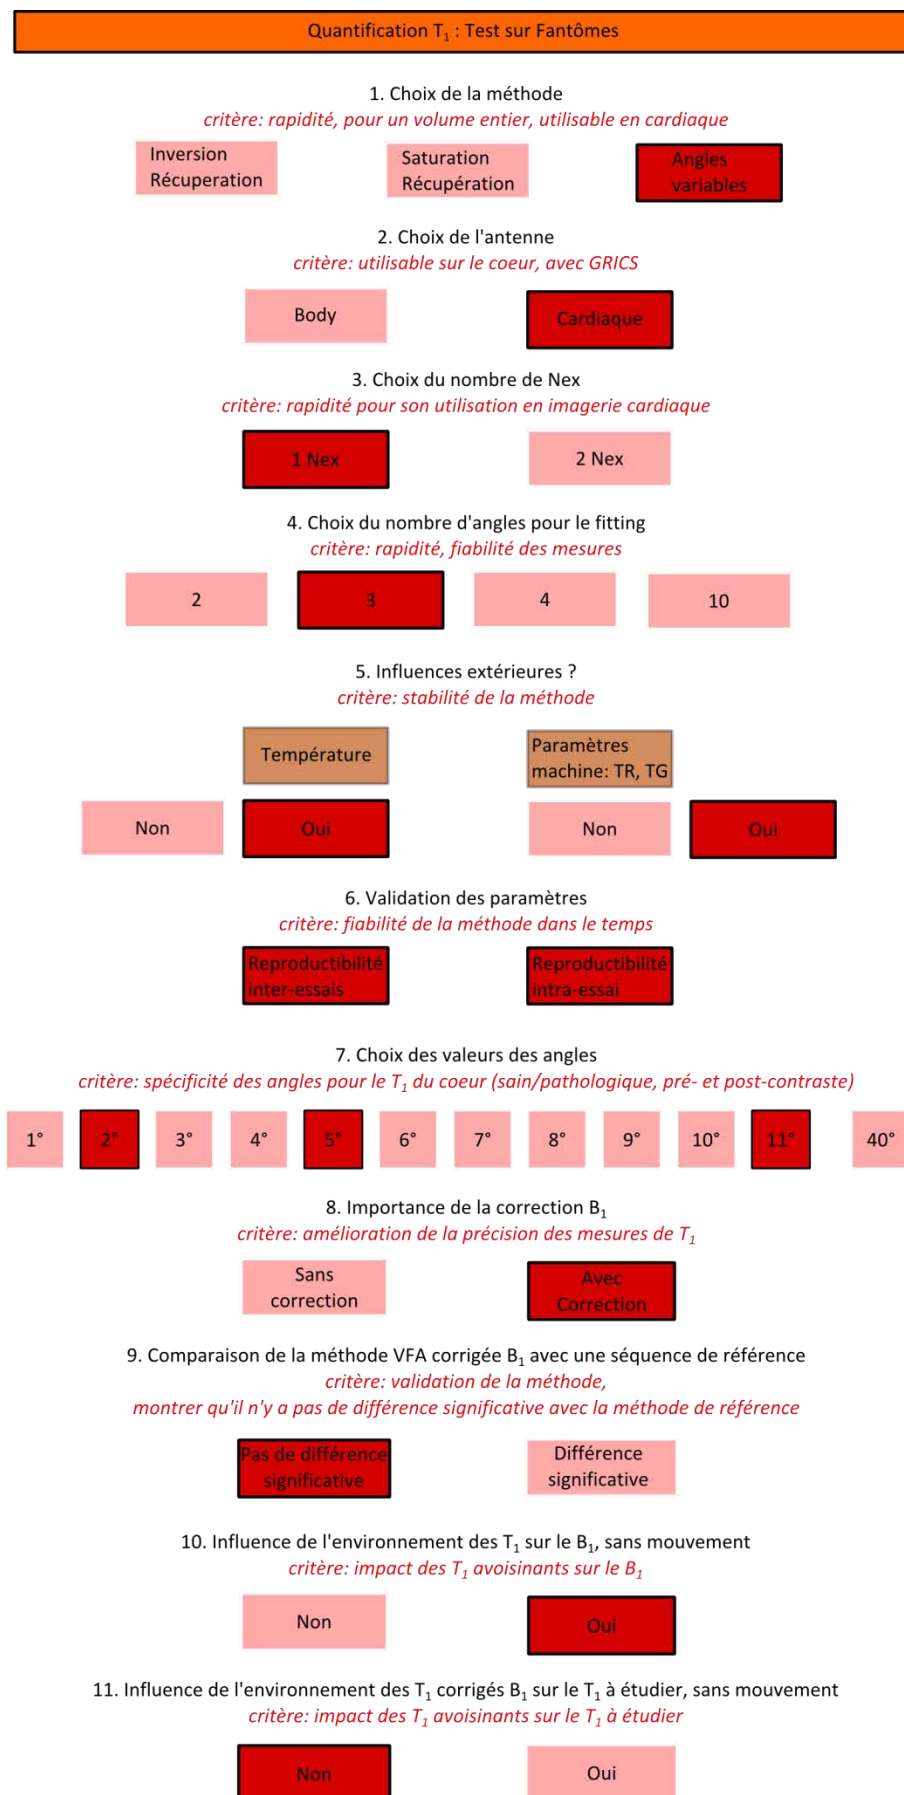 Quantification T₁ : Test sur Fantômes
1. Choix de la méthode
critère: rapidité, pour un volume entier, utilisable en cardiaque
Inversion
Récuperation
Saturation
Récupération
Angles
variables
2. Choix de l'antenne
critère: utilisable sur le coeur, avec GRICS
Body
Cardiaque
3. Choix du nombre de Nex
critère: rapidité pour son utilisation en imagerie cardiaque
1 Nex
2 Nex
4. Choix du nombre d'angles pour le fitting
critère: rapidité, fiabilité des mesures
2
3
4
10
5. Influences extérieures ?
critère: stabilité de la méthode
Température
Paramètres
machine: TR, TG
Non
Oui
Non
Oui
6. Validation des paramètres
critère: fiabilité de la méthode dans le temps
Reproductibilité
inter-essais
Reproductibilité
intra-essai
7. Choix des valeurs des angles
critère: spécificité des angles pour le T₁ du coeur (sain/pathologique, pré- et post-contraste)
1°
2°
3°
4°
5°
6°
7°
8°
9°
10°
11°
40°
8. Importance de la correction B₁
critère: amélioration de la précision des mesures de T₁
Sans
correction
Avec
Correction
9. Comparaison de la méthode VFA corrigée B₁ avec une séquence de référence
critère: validation de la méthode,
montrer qu'il n'y a pas de différence significative avec la méthode de référence
Pas de différence
significative
Différence
significative
10. Influence de l'environnement des T₁ sur le B₁, sans mouvement
critère: impact des T₁ avoisinants sur le B₁
Non
Oui
11. Influence de l'environnement des T₁ corrigés B₁ sur le T₁ à étudier, sans mouvement
critère: impact des T₁ avoisinants sur le T₁ à étudier
Non
Oui